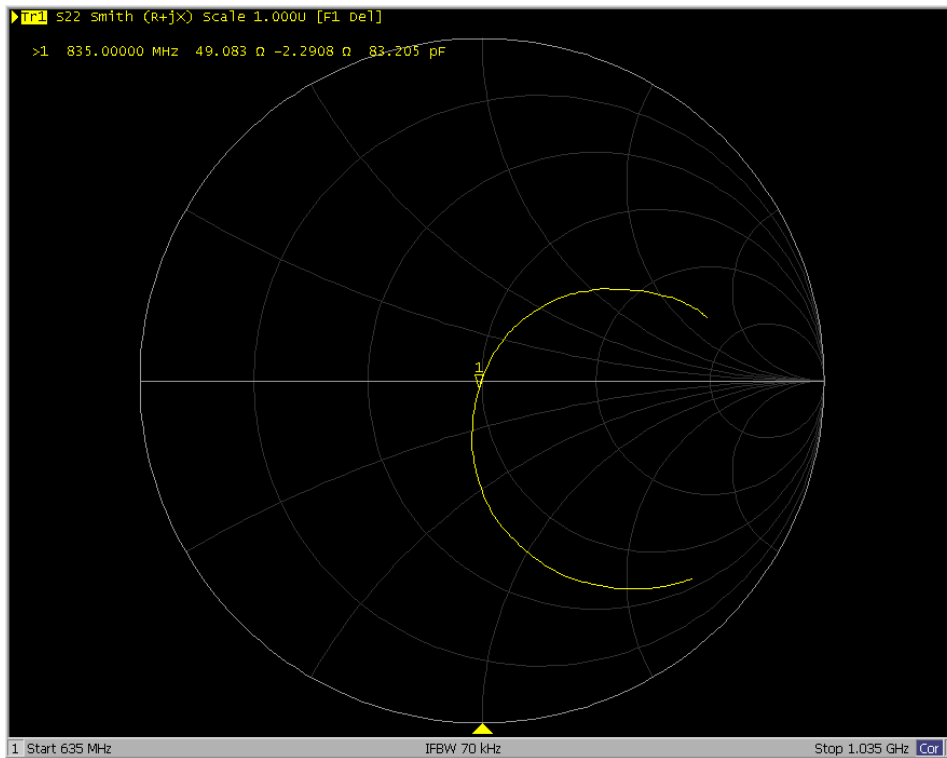 Tr1 S22 Smith (R+jX) Scale 1.000U [F1 Del]
>1 835.00000 MHz 49.083 Ω -2.2908 Ω 83.205 pF
1
1 Start 635 MHz IFBW 70 kHz Stop 1.035 GHz Cor